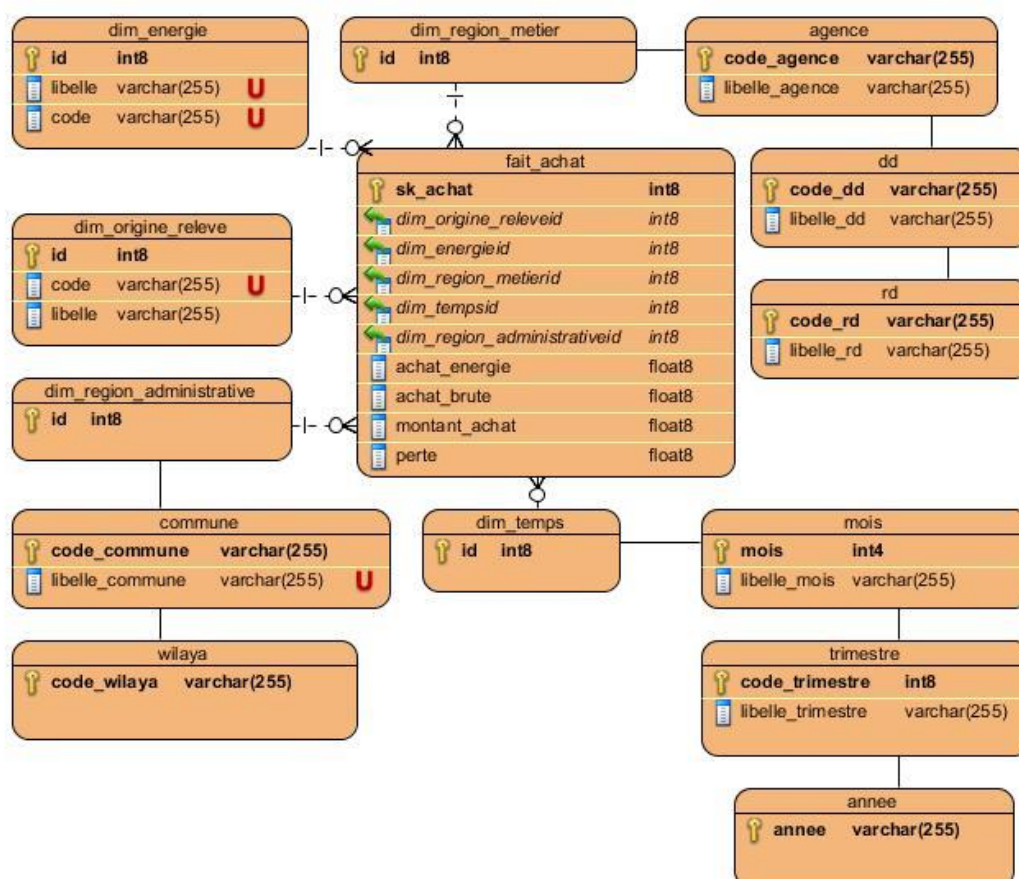 dim_energie
id int8
libelle varchar(255) U
code varchar(255) U
dim_region_metier
id int8
agence
code_agence varchar(255)
libelle_agence varchar(255)
dd
code_dd varchar(255)
libelle_dd varchar(255)
rd
code_rd varchar(255)
libelle_rd varchar(255)
fait_achat
sk_achat int8
dim_origine_releveid int8
dim_energieid int8
dim_region_metierid int8
dim_tempsid int8
dim_region_administrativeid int8
achat_energie float8
achat_brute float8
montant_achat float8
perte float8
dim_origine_releve
id int8
code varchar(255) U
libelle varchar(255)
dim_region_administrative
id int8
commune
code_commune varchar(255)
libelle_commune varchar(255) U
wilaya
code_wilaya varchar(255)
dim_temps
id int8
mois
mois int4
libelle_mois varchar(255)
trimestre
code_trimestre int8
libelle_trimestre varchar(255)
annee
annee varchar(255)